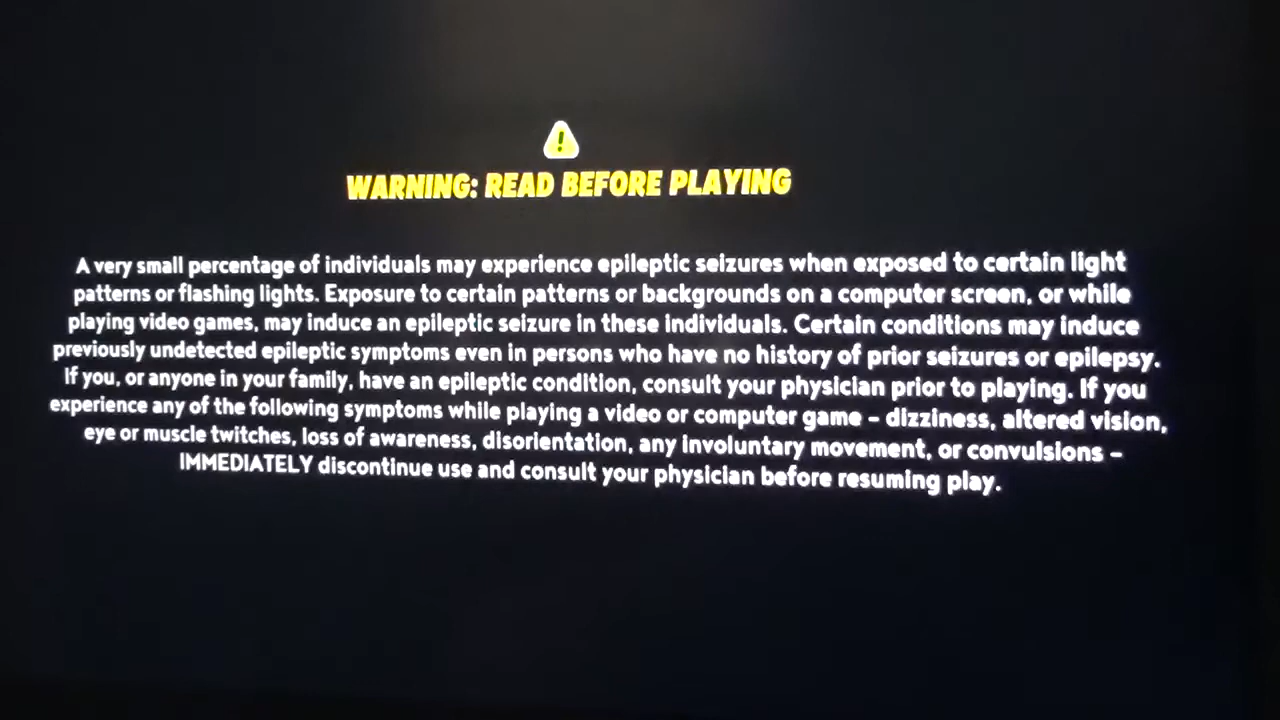 WARNING: READ BEFORE PLAYING
A very small percentage of individuals may experience epileptic seizures when exposed to certain light
patterns or flashing lights. Exposure to certain patterns or backgrounds on a computer screen, or while
playing video games, may induce an epileptic seizure in these individuals. Certain conditions may induce
previously undetected epileptic symptoms even in persons who have no history of prior seizures or epilepsy.
If you, or anyone in your family, have an epileptic condition, consult your physician prior to playing. If you
experience any of the following symptoms while playing a video or computer game – dizziness, altered vision,
eye or muscle twitches, loss of awareness, disorientation, any involuntary movement, or convulsions –
IMMEDIATELY discontinue use and consult your physician before resuming play.